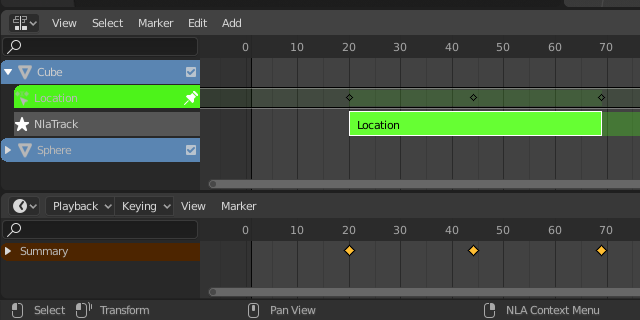 View Select Marker Edit Add
0 10 20 30 40 50 60 70
Cube
Location
NlaTrack
Location
Sphere
Playback Keying View Marker
0 10 20 30 40 50 60 70
Summary
Select Transform Pan View NLA Context Menu